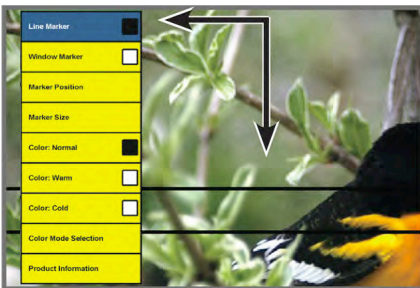 Line Marker
Window Marker
Marker Position
Marker Size
Color: Normal
Color: Warm
Color: Cold
Color Mode Selection
Product Information